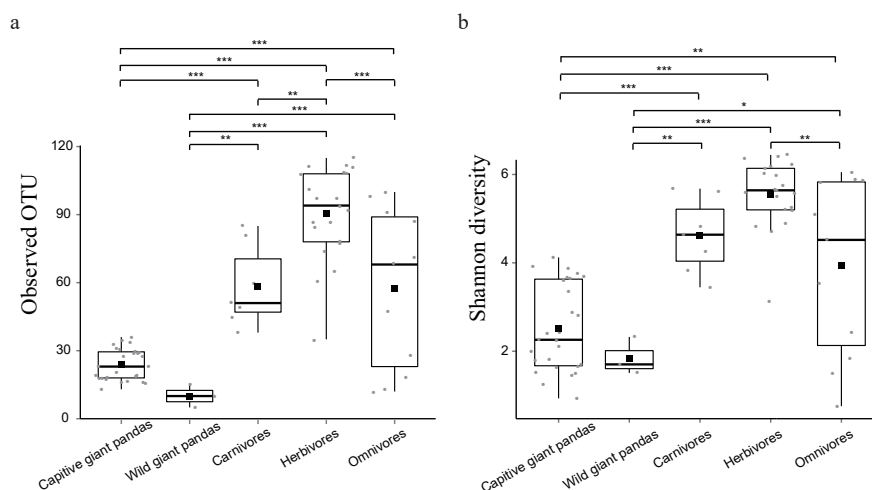 a
***
***
***
***
**
***
***
**
Observed OTU
120
90
60
30
0
Capitive giant pandas
Wild giant pandas
Carnivores
Herbivores
Omnivores
b
**
***
***
*
***
**
**
Shannon diversity
6
4
2
Capitive giant pandas
Wild giant pandas
Carnivores
Herbivores
Omnivores